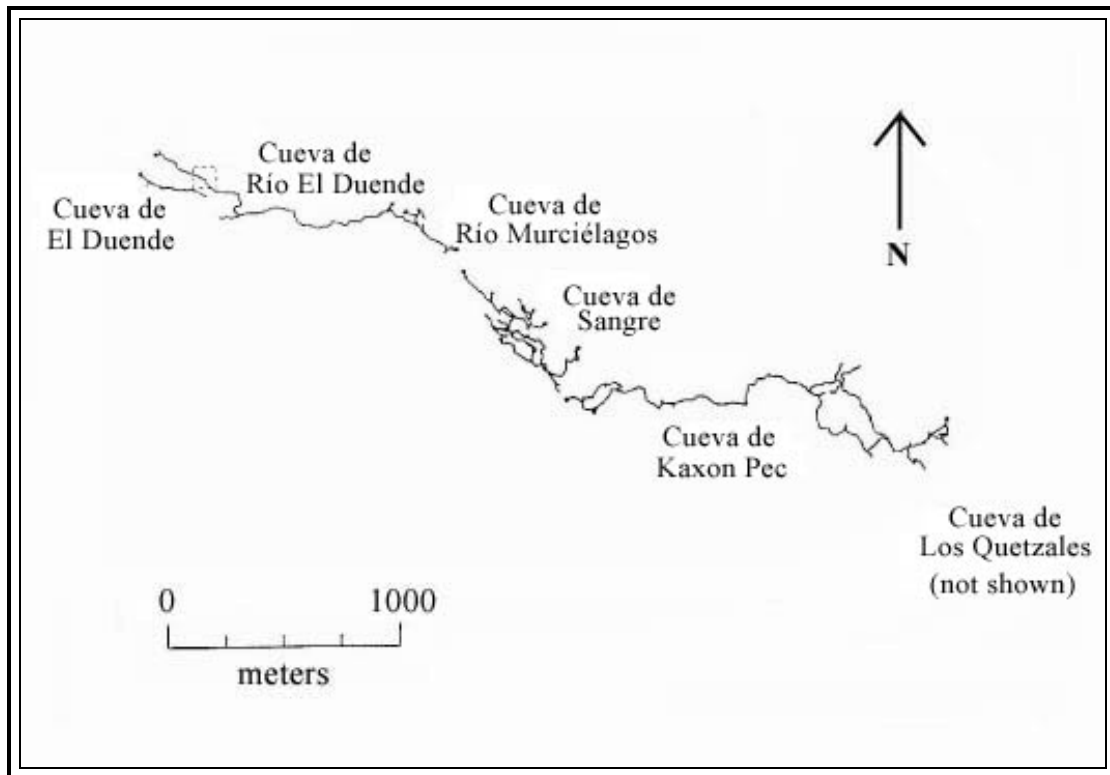 Cueva de
Río El Duende
Cueva de
El Duende
Cueva de
Río Murciélagos
N
Cueva de
Sangre
Cueva de
Kaxon Pec
Cueva de
Los Quetzales
(not shown)
0 1000
meters